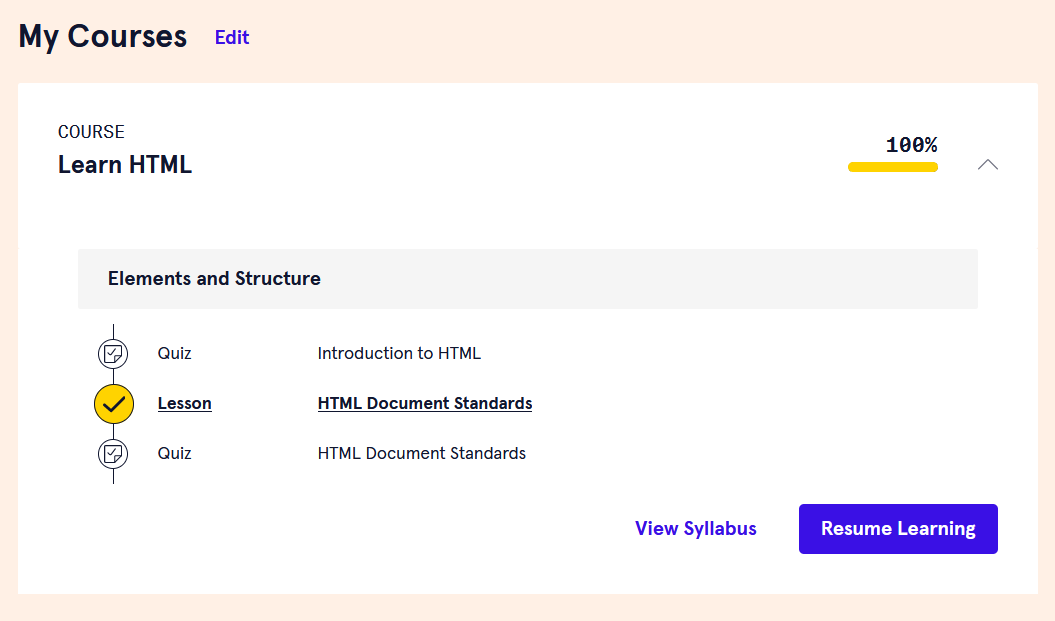 My Courses Edit
COURSE
Learn HTML
100%
Elements and Structure
Quiz Introduction to HTML
Lesson HTML Document Standards
Quiz HTML Document Standards
View Syllabus Resume Learning